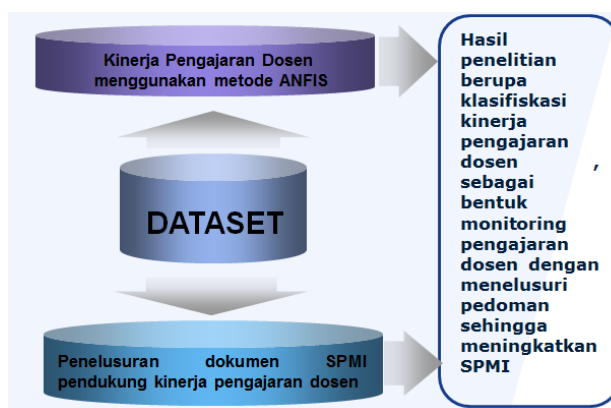 Kinerja Pengajaran Dosen
menggunakan metode ANFIS
DATASET
Penelusuran dokumen SPMI
pendukung kinerja pengajaran dosen
Hasil
penelitian
berupa
klasifiskasi
kinerja
pengajaran
dosen ,
sebagai
bentuk
monitoring
pengajaran
dosen dengan
menelusuri
pedoman
sehingga
meningkatkan
SPMI